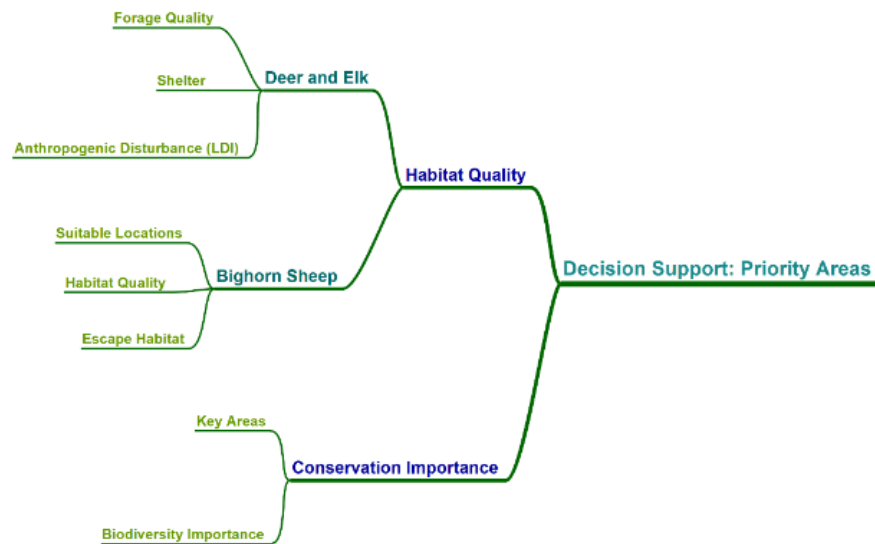 Forage Quality
Deer and Elk
Shelter
Anthropogenic Disturbance (LDI)
Habitat Quality
Suitable Locations
Bighorn Sheep
Habitat Quality
Escape Habitat
Decision Support: Priority Areas
Key Areas
Conservation Importance
Biodiversity Importance